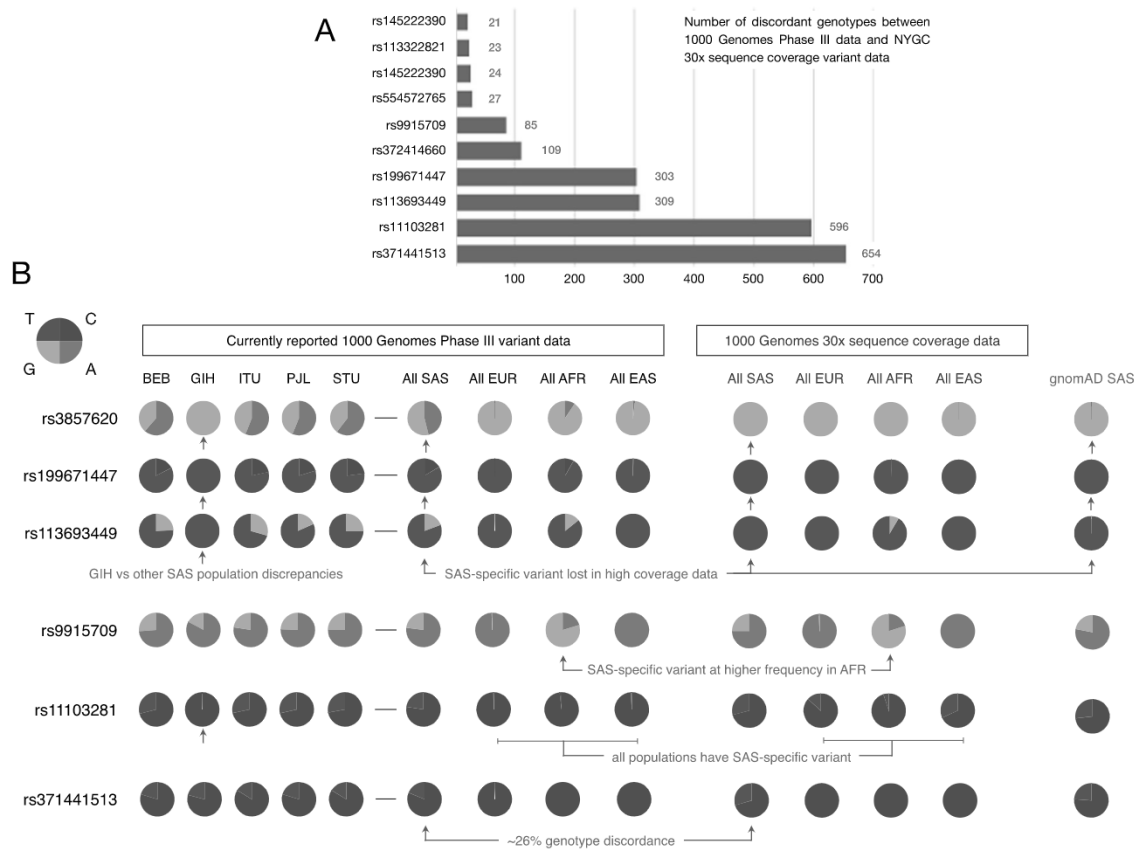 A
Number of discordant genotypes between
1000 Genomes Phase III data and NYGC
30x sequence coverage variant data
rs145222390 21
rs113322821 23
rs145222390 24
rs554572765 27
rs9915709 85
rs372414660 109
rs199671447 303
rs113693449 309
rs11103281 596
rs371441513 654
100 200 300 400 500 600 700
B
T C
G A
Currently reported 1000 Genomes Phase III variant data
1000 Genomes 30x sequence coverage data
BEB GIH ITU PJL STU All SAS All EUR All AFR All EAS All SAS All EUR All AFR All EAS gnomAD SAS
rs3857620
rs199671447
rs113693449
GIH vs other SAS population discrepancies
SAS-specific variant lost in high coverage data
rs9915709
SAS-specific variant at higher frequency in AFR
rs11103281
all populations have SAS-specific variant
rs371441513
~26% genotype discordance